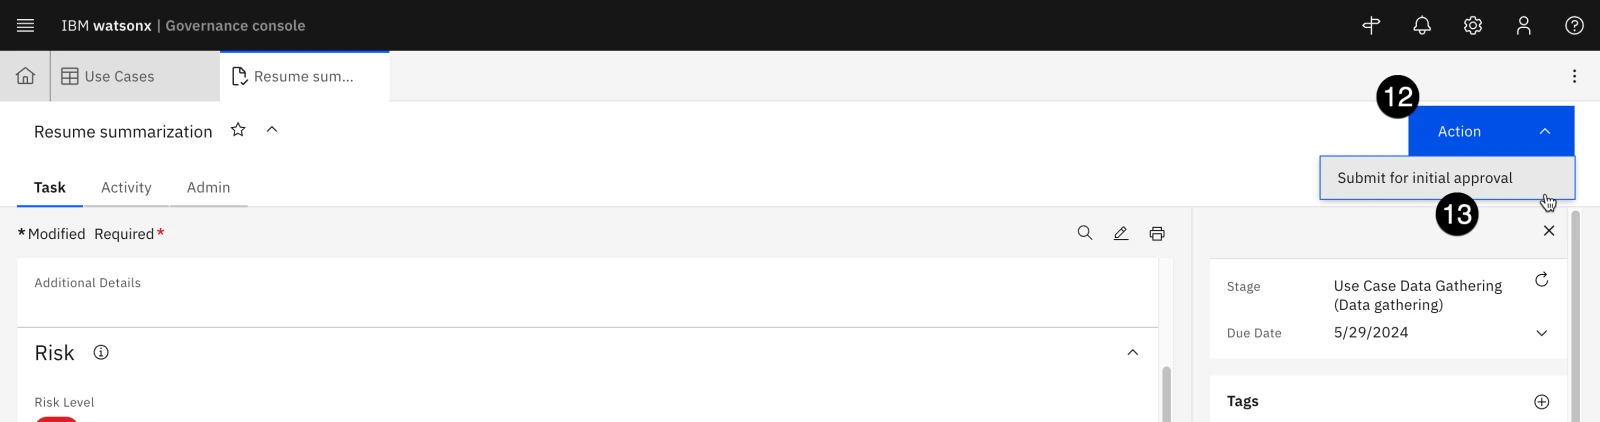 IBM watsonx | Governance console
Use Cases
Resume sum...
12
Resume summarization
Action
Submit for initial approval
13
Task Activity Admin
*Modified Required*
Additional Details
Stage Use Case Data Gathering
(Data gathering)
Due Date 5/29/2024
Risk
Risk Level
Tags